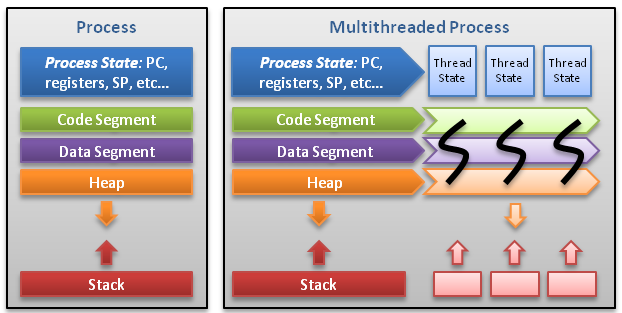 Process
Process State: PC,
registers, SP, etc...
Code Segment
Data Segment
Heap
Stack
Multithreaded Process
Process State: PC,
registers, SP, etc...
Thread
State
Thread
State
Thread
State
Code Segment
Data Segment
Heap
Stack